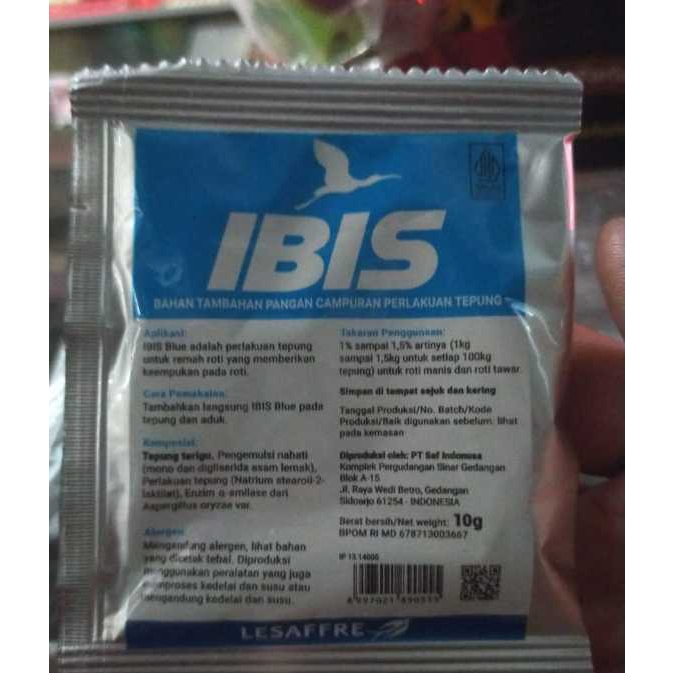 IBIS
BAHAN TAMBAHAN PANGAN CAMPURAN PERLAKUAN TEPUNG
Aplikasi:
IBIS Blue adalah perlakuan tepung
untuk remah roti yang memberikan
keempukan pada roti.
Cara Pemakaian:
Tambahkan langsung IBIS Blue pada
tepung dan aduk.
Komposisi:
Tepung terigu, Pengemulsi nabati
(mono dan digliserida asam lemak),
Perlakuan tepung (Natrium stearoil-2-
laktilat), Enzim α-amilase dari
Aspergillus oryzae var.
Alergen:
Mengandung alergen, lihat bahan
yang dicetak tebal. Diproduksi
menggunakan peralatan yang juga
memproses kedelai dan susu atau
mengandung kedelai dan susu.
Takaran Penggunaan:
1% sampai 1,5% artinya (1kg
sampai 1,5kg untuk setiap 100kg
tepung) untuk roti manis dan roti tawar.
Simpan di tempat sejuk dan kering
Tanggal Produksi/No. Batch/Kode
Produksi/Baik digunakan sebelum: lihat
pada kemasan
Diproduksi oleh: PT Saf Indonusa
Komplek Pergudangan Sinar Gedangan
Blok A-15
Jl. Raya Wedi Betro, Gedangan
Sidoarjo 61254 - INDONESIA
Berat bersih/Net weight: 10g
BPOM RI MD 678713003667
LESAFFRE